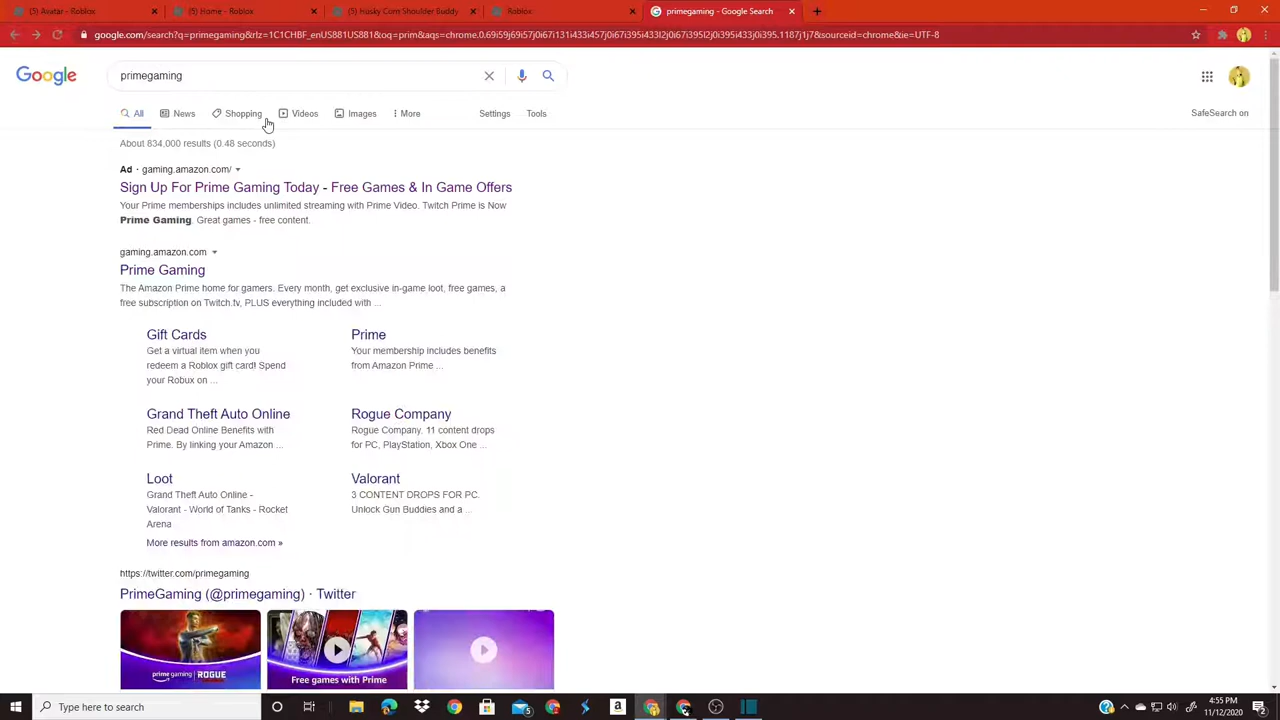 (5) Avatar - Roblox
(5) Home - Roblox
(5) Husky Corn Shoulder Buddy
Roblox
primegaming - Google Search
google.com/search?q=primegaming&rlz=1C1CHBF_enUS881US881&oq=prim&aqs=chrome.0.69i59j69i57j0i67i131i433i457j0i67i395i433l2j0i67i395l2j0i395i433j0i395.1187j1j7&sourceid=chrome&ie=UTF-8
Google
primegaming
All
News
Shopping
Videos
Images
More
Settings
Tools
SafeSearch on
About 834,000 results (0.48 seconds)
Ad · gaming.amazon.com/
Sign Up For Prime Gaming Today - Free Games & In Game Offers
Your Prime memberships includes unlimited streaming with Prime Video. Twitch Prime is Now
Prime Gaming. Great games - free content.
gaming.amazon.com
Prime Gaming
The Amazon Prime home for gamers. Every month, get exclusive in-game loot, free games, a
free subscription on Twitch.tv, PLUS everything included with ...
Gift Cards
Get a virtual item when you
redeem a Roblox gift card! Spend
your Robux on ...
Prime
Your membership includes benefits
from Amazon Prime ...
Grand Theft Auto Online
Red Dead Online Benefits with
Prime. By linking your Amazon ...
Rogue Company
Rogue Company. 11 content drops
for PC, PlayStation, Xbox One ...
Loot
Grand Theft Auto Online -
Valorant - World of Tanks - Rocket
Arena
Valorant
3 CONTENT DROPS FOR PC.
Unlock Gun Buddies and a ...
More results from amazon.com »
https://twitter.com/primegaming
PrimeGaming (@primegaming) · Twitter
prime gaming | ROGUE
Free games with Prime
Type here to search
5
a
4:55 PM
11/12/2020
2